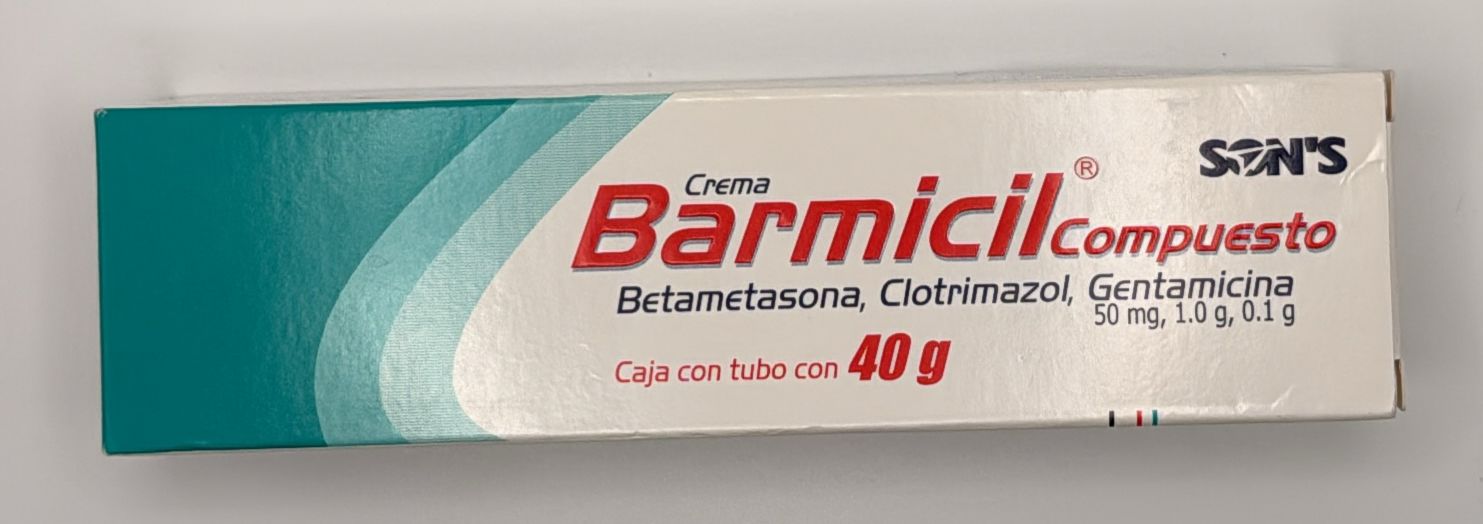 SON'S
Crema
Barmicil® Compuesto
Betametasona, Clotrimazol, Gentamicina
50 mg, 1.0 g, 0.1 g
Caja con tubo con 40 g